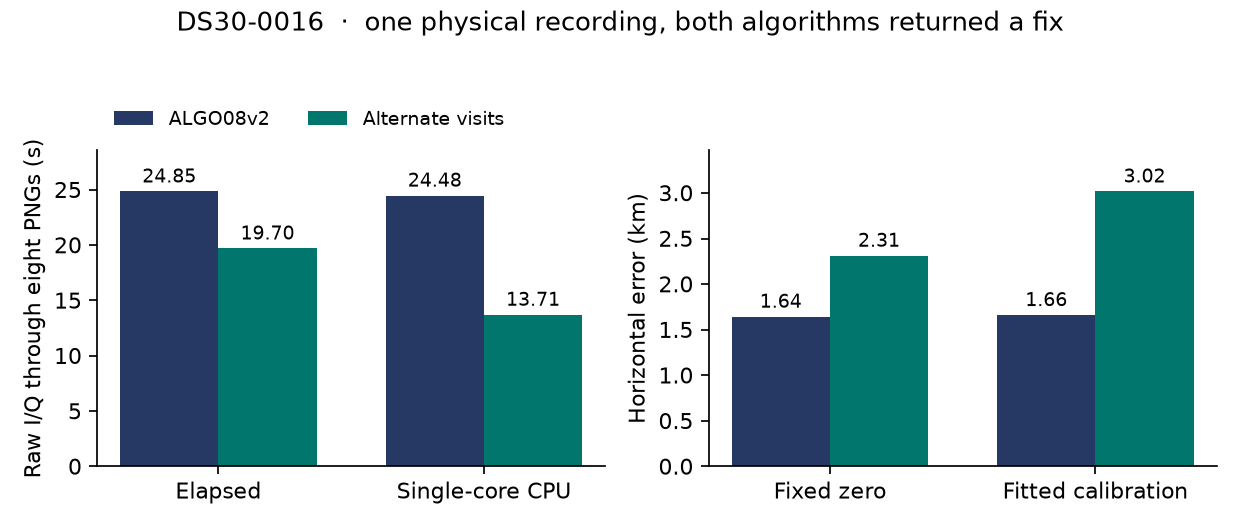 DS30-0016 · one physical recording, both algorithms returned a fix
ALGO08v2
Alternate visits
Raw I/Q through eight PNGs (s)
25
20
15
10
5
0
24.85
19.70
24.48
13.71
Elapsed
Single-core CPU
Horizontal error (km)
3.0
2.5
2.0
1.5
1.0
0.5
0.0
1.64
2.31
1.66
3.02
Fixed zero
Fitted calibration